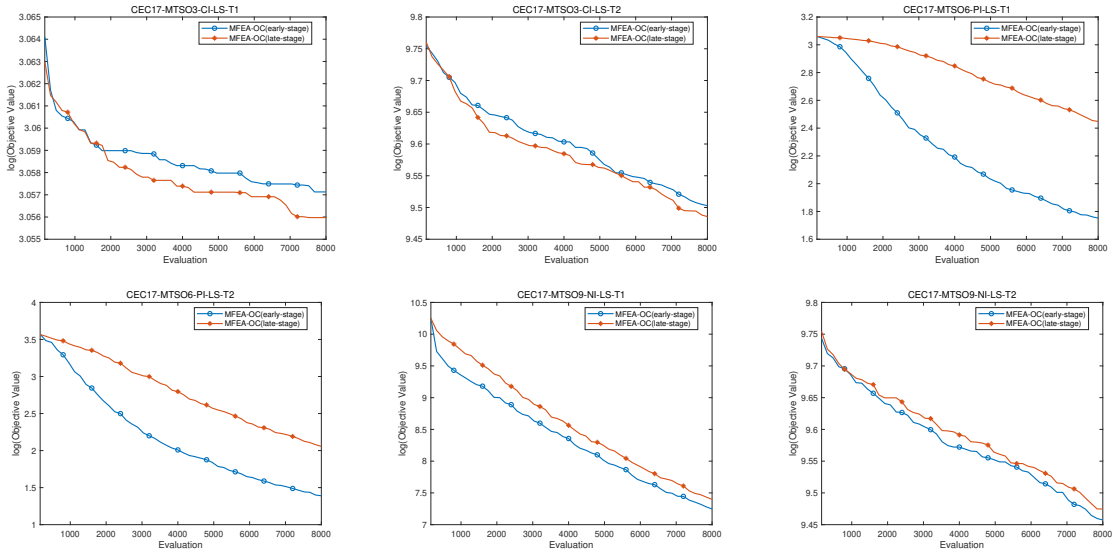 CEC17-MTSO3-CI-LS-T1
MFEA-OC(early-stage)
MFEA-OC(late-stage)
log(Objective Value)
3.065
3.064
3.063
3.062
3.061
3.06
3.059
3.058
3.057
3.056
3.055
1000 2000 3000 4000 5000 6000 7000 8000
Evaluation
CEC17-MTSO3-CI-LS-T2
MFEA-OC(early-stage)
MFEA-OC(late-stage)
log(Objective Value)
9.8
9.75
9.7
9.65
9.6
9.55
9.5
9.45
1000 2000 3000 4000 5000 6000 7000 8000
Evaluation
CEC17-MTSO6-PI-LS-T1
MFEA-OC(early-stage)
MFEA-OC(late-stage)
log(Objective Value)
3.2
3
2.8
2.6
2.4
2.2
2
1.8
1.6
1000 2000 3000 4000 5000 6000 7000 8000
Evaluation
CEC17-MTSO6-PI-LS-T2
MFEA-OC(early-stage)
MFEA-OC(late-stage)
log(Objective Value)
4
3.5
3
2.5
2
1.5
1
1000 2000 3000 4000 5000 6000 7000 8000
Evaluation
CEC17-MTSO9-NI-LS-T1
MFEA-OC(early-stage)
MFEA-OC(late-stage)
log(Objective Value)
10.5
10
9.5
9
8.5
8
7.5
7
1000 2000 3000 4000 5000 6000 7000 8000
Evaluation
CEC17-MTSO9-NI-LS-T2
MFEA-OC(early-stage)
MFEA-OC(late-stage)
log(Objective Value)
9.8
9.75
9.7
9.65
9.6
9.55
9.5
9.45
1000 2000 3000 4000 5000 6000 7000 8000
Evaluation